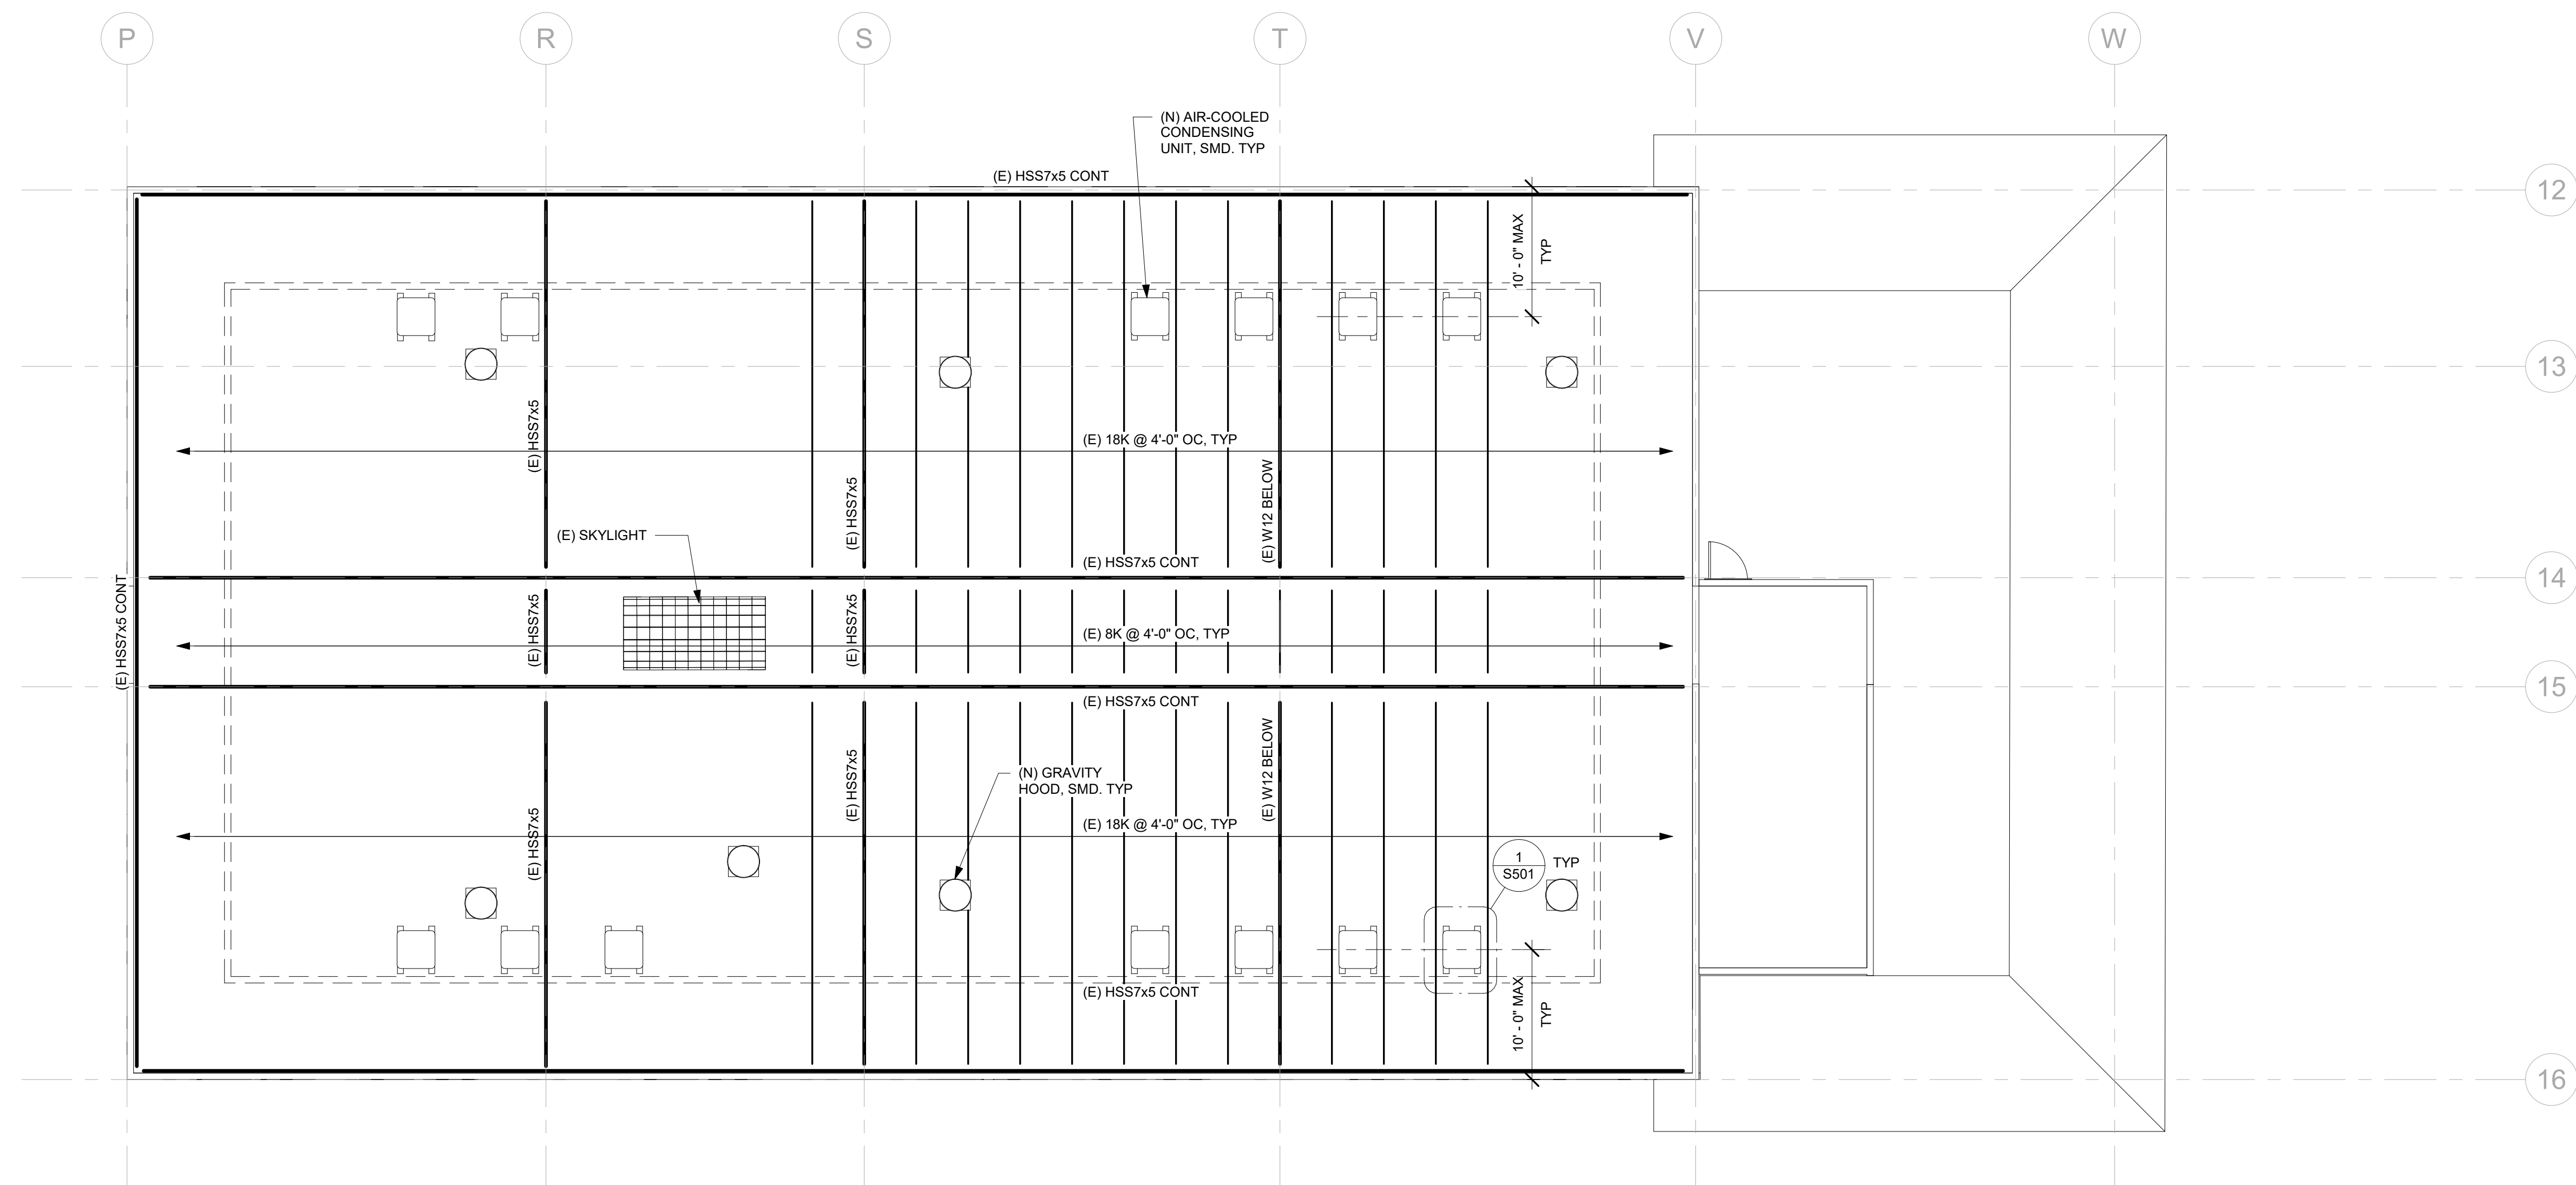 P
R
S
T
V
W
(N) AIR-COOLED
CONDENSING
UNIT, SMD. TYP
(E) HSS7x5 CONT
12
10' - 0" MAX
TYP
13
(E) HSS7x5
(E) 18K @ 4'-0" OC, TYP
(E) HSS7x5
(E) W12 BELOW
(E) SKYLIGHT
(E) HSS7x5 CONT
14
(E) HSS7x5 CONT
(E) HSS7x5
(E) HSS7x5
(E) 8K @ 4'-0" OC, TYP
15
(E) HSS7x5 CONT
(E) HSS7x5
(E) W12 BELOW
(N) GRAVITY
HOOD, SMD. TYP
(E) HSS7x5
(E) 18K @ 4'-0" OC, TYP
1
S501
TYP
(E) HSS7x5 CONT
10' - 0" MAX
TYP
16